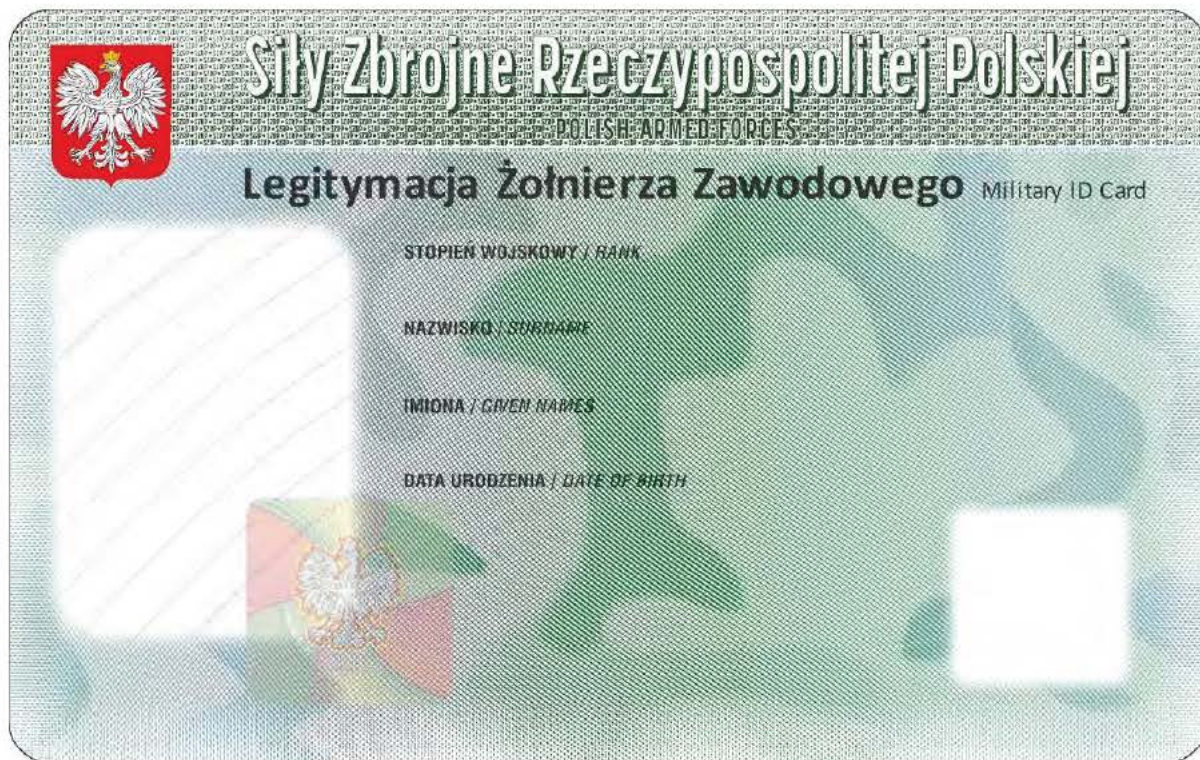 Siły Zbrojne Rzeczypospolitej Polskiej
POLISH ARMED FORCES
Legitymacja Żołnierza Zawodowego Military ID Card
STOPIEŃ WOJSKOWY / RANK
NAZWISKO / SURNAME
IMIONA / GIVEN NAMES
DATA URODZENIA / DATE OF BIRTH